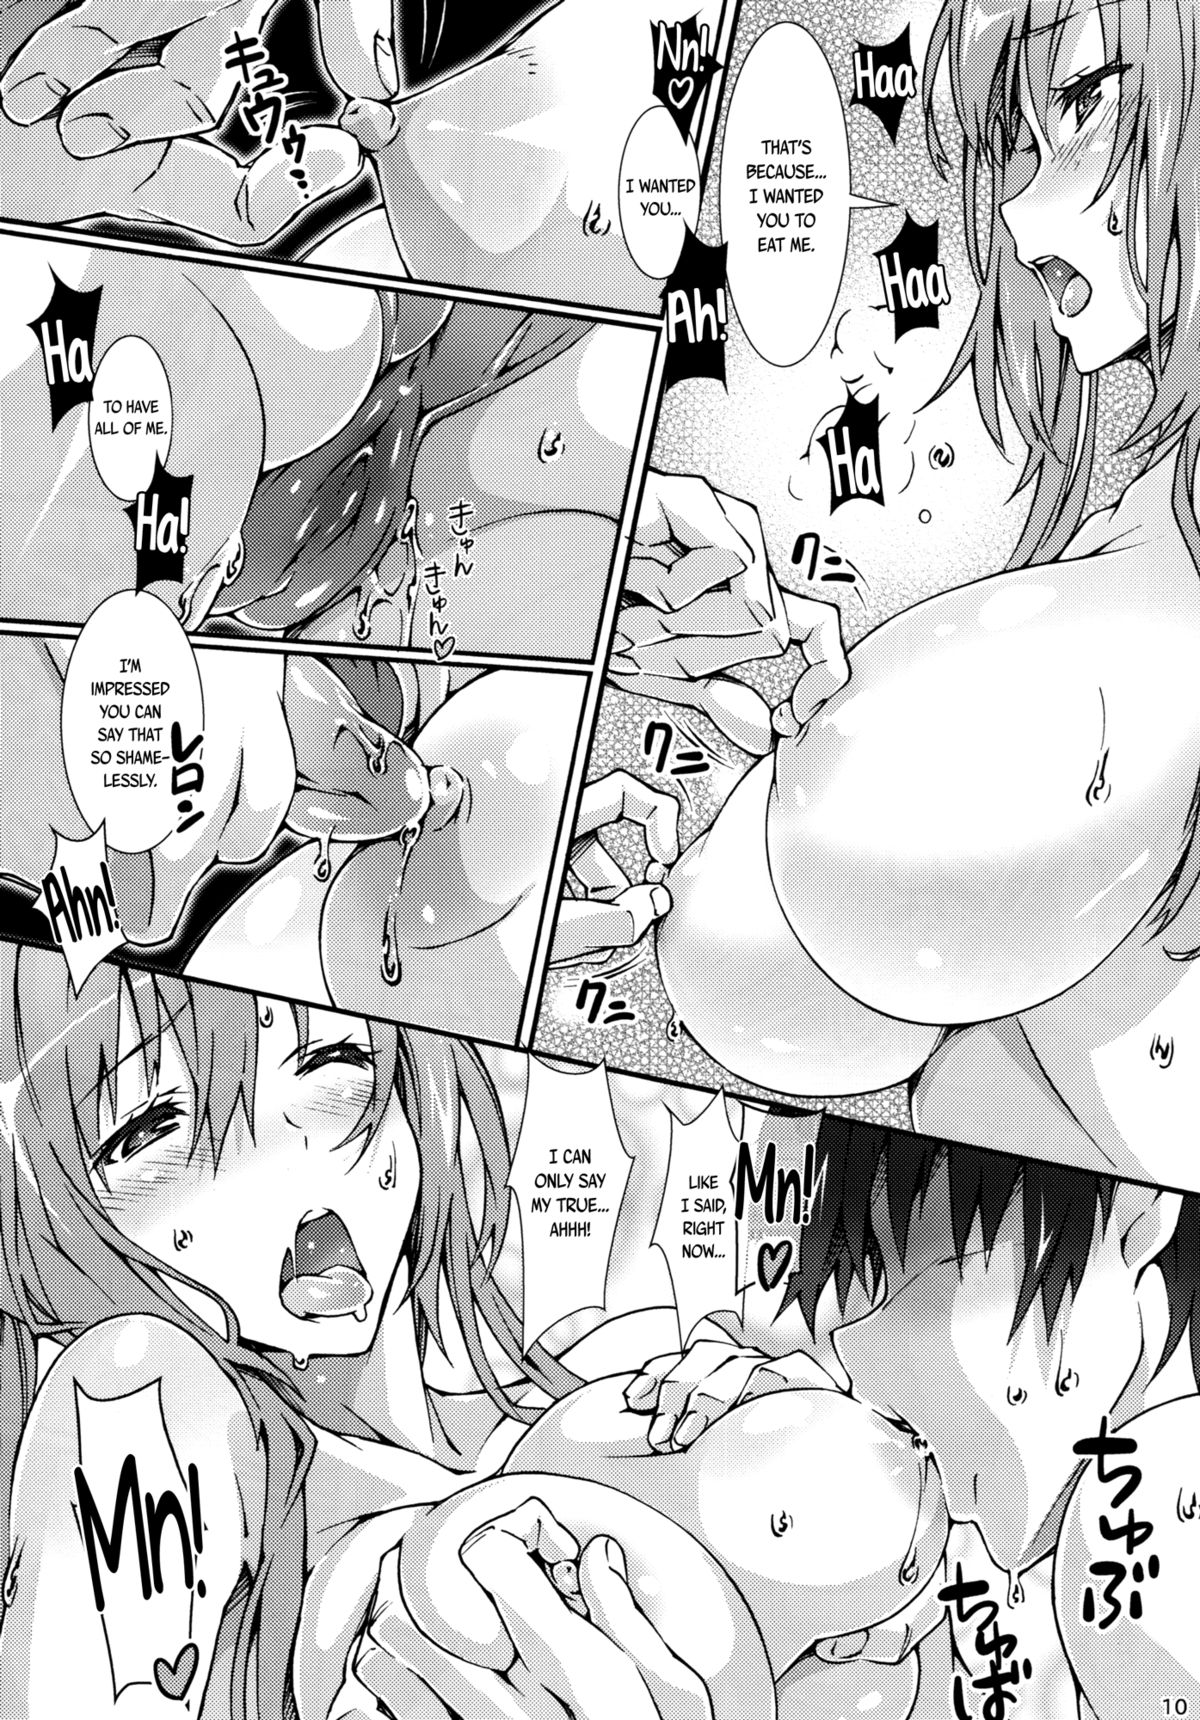 Haa
THAT'S
BECAUSE...
I WANTED
YOU TO
EAT ME.
Haa
Ha
クニ
クニ
クニ
Nn!♡
I WANTED
YOU...
Ah!
キュウゥ…
Ha
TO HAVE
ALL OF ME.
Ha!
きゅん
きゅん♡
I'M
IMPRESSED
YOU CAN
SAY THAT
SO SHAME-
LESSLY.
レロン
Ahn!
Mn!♡
LIKE
I SAID,
RIGHT
NOW...
I CAN
ONLY SAY
MY TRUE...
AHHH!
ちゅぶ
ちゅば
Mn!♡
10